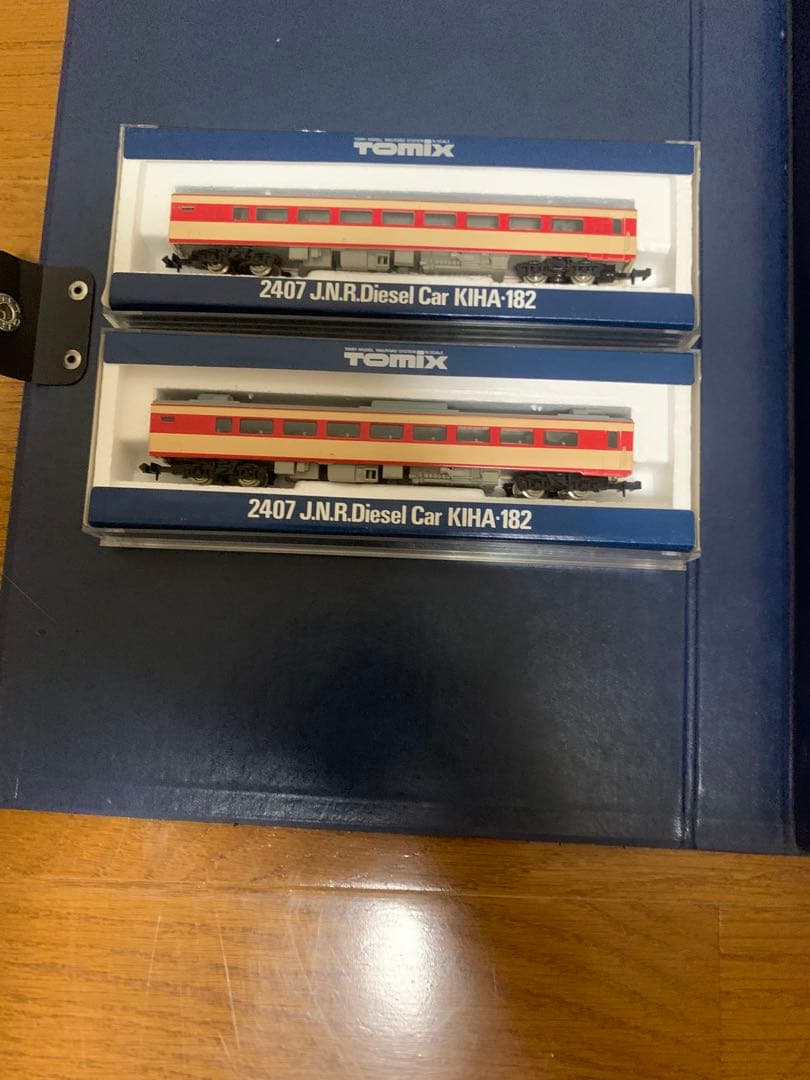 TOMIX
2407 J.N.R.Diesel Car KIHA·182
TOMIX
2407 J.N.R.Diesel Car KIHA·182